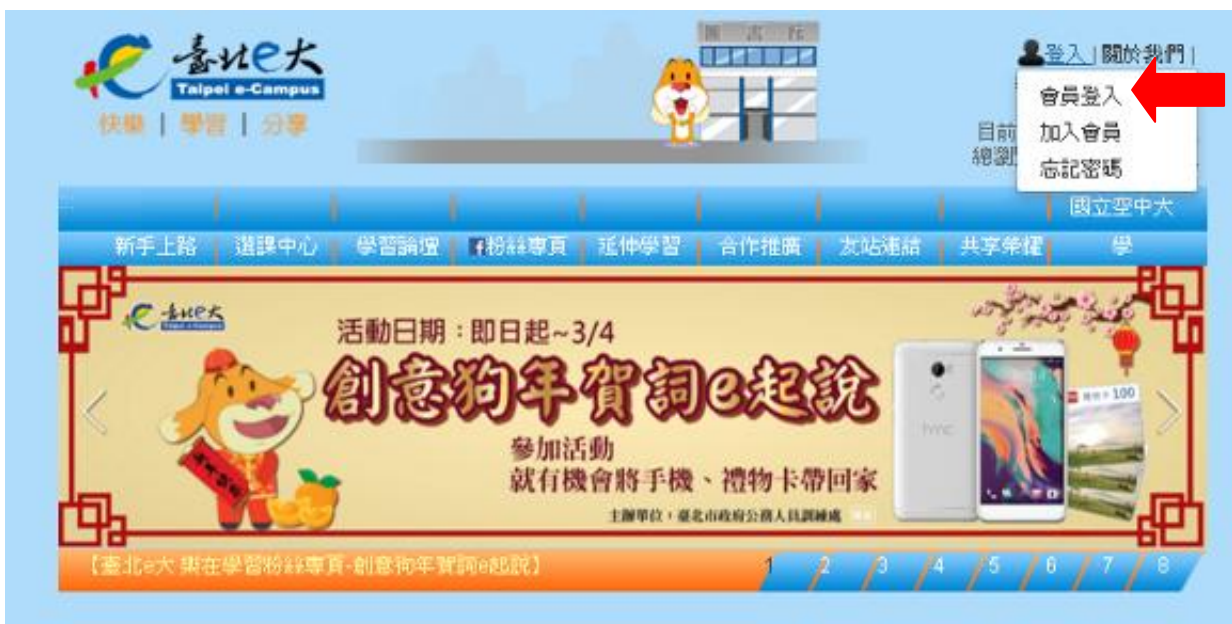 臺北e大
Taipei e-Campus
快樂 | 學習 | 分享
圖書館
登入 | 關於我們 |
會員登入
加入會員
忘記密碼
目前
總瀏
新手上路
選課中心
學習論壇
f粉絲專頁
延伸學習
合作推廣
友站連結
共享榮耀
國立空中大
學
臺北e大
Taipei e-Campus
活動日期:即日起~3/4
創意狗年賀詞e起說
參加活動
就有機會將手機、禮物卡帶回家
主辦單位,臺北市政府公務人員訓練處
hTC
100
【臺北e大 樂在學習粉絲專頁-創意狗年賀詞e起說】
1 2 3 4 5 6 7 8